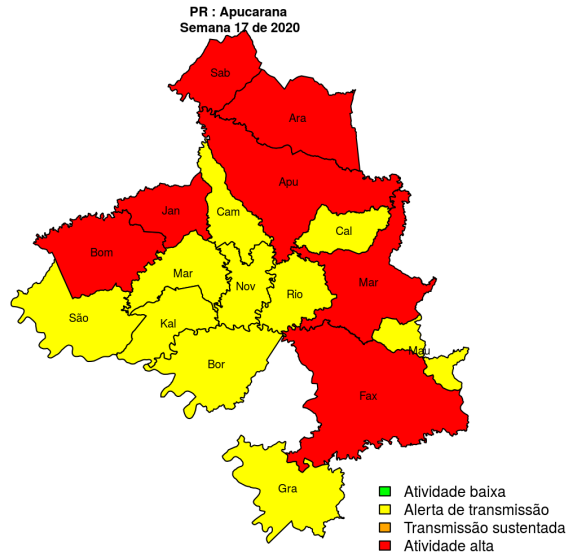 PR : Apucarana
Semana 17 de 2020
Sab
Ara
Apu
Jan
Cam
Cal
Bom
Mar
Nov
Rio
Mar
São
Kal
Mau
Bor
Fax
Gra
Atividade baixa
Alerta de transmissão
Transmissão sustentada
Atividade alta